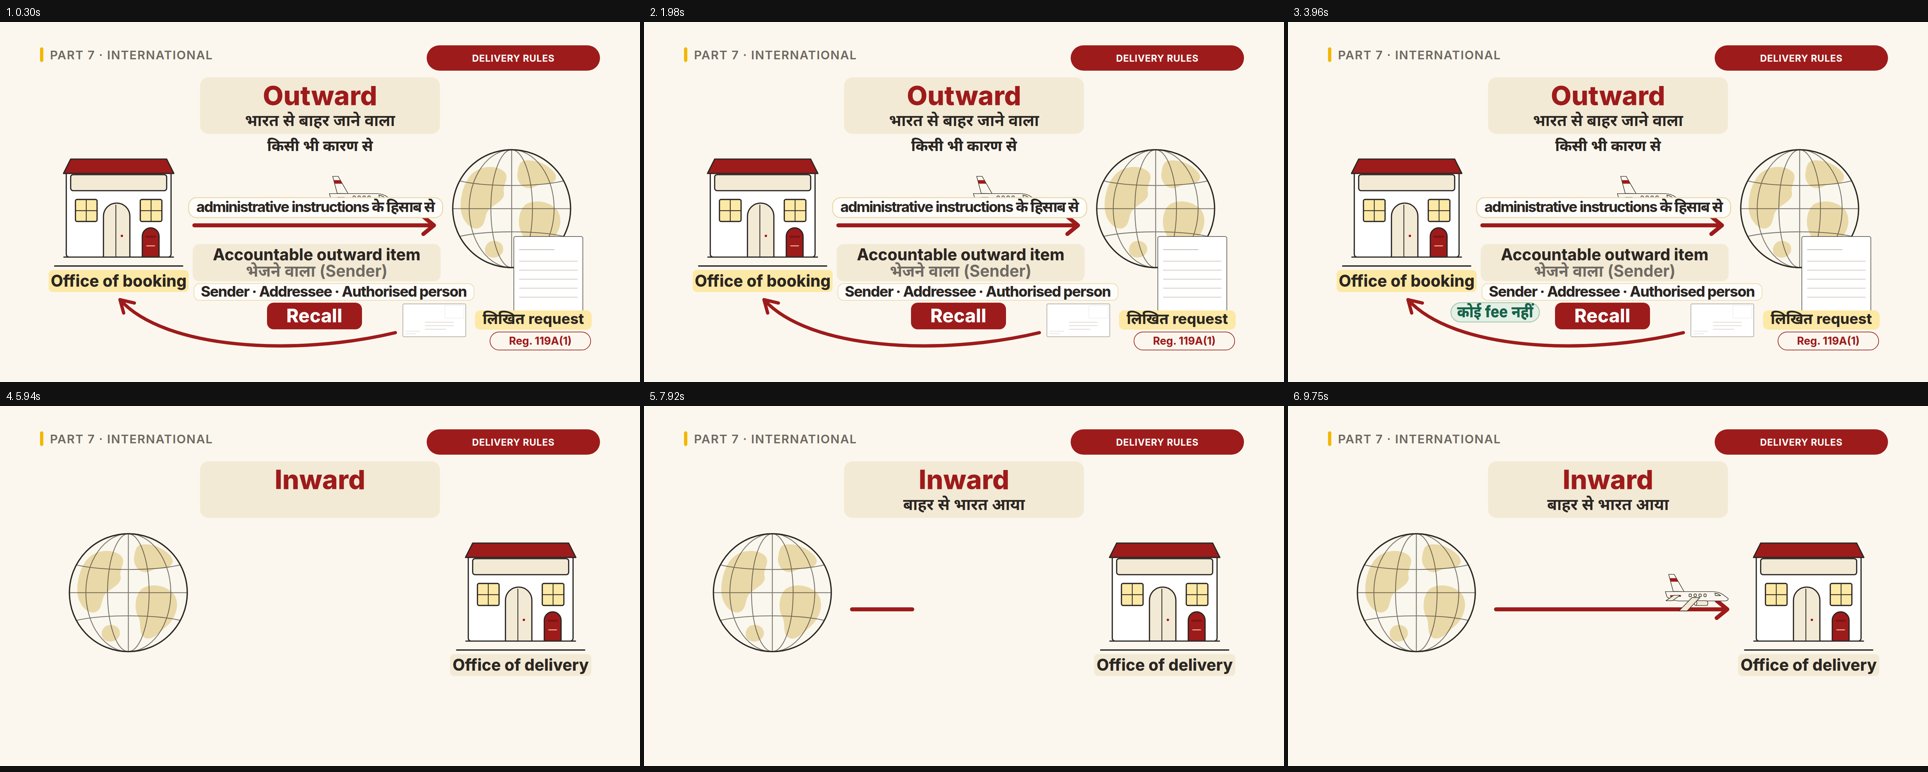 1. 0.30s
PART 7 · INTERNATIONAL
DELIVERY RULES
Outward
भारत से बाहर जाने वाला
किसी भी कारण से
administrative instructions के हिसाब से
Accountable outward item
भेजने वाला (Sender)
Office of booking
Sender · Addressee · Authorised person
Recall
लिखित request
Reg. 119A(1)
2. 1.98s
PART 7 · INTERNATIONAL
DELIVERY RULES
Outward
भारत से बाहर जाने वाला
किसी भी कारण से
administrative instructions के हिसाब से
Accountable outward item
भेजने वाला (Sender)
Office of booking
Sender · Addressee · Authorised person
Recall
लिखित request
Reg. 119A(1)
3. 3.96s
PART 7 · INTERNATIONAL
DELIVERY RULES
Outward
भारत से बाहर जाने वाला
किसी भी कारण से
administrative instructions के हिसाब से
Accountable outward item
भेजने वाला (Sender)
Office of booking
Sender · Addressee · Authorised person
कोई fee नहीं
Recall
लिखित request
Reg. 119A(1)
4. 5.94s
PART 7 · INTERNATIONAL
DELIVERY RULES
Inward
Office of delivery
5. 7.92s
PART 7 · INTERNATIONAL
DELIVERY RULES
Inward
बाहर से भारत आया
Office of delivery
6. 9.75s
PART 7 · INTERNATIONAL
DELIVERY RULES
Inward
बाहर से भारत आया
Office of delivery